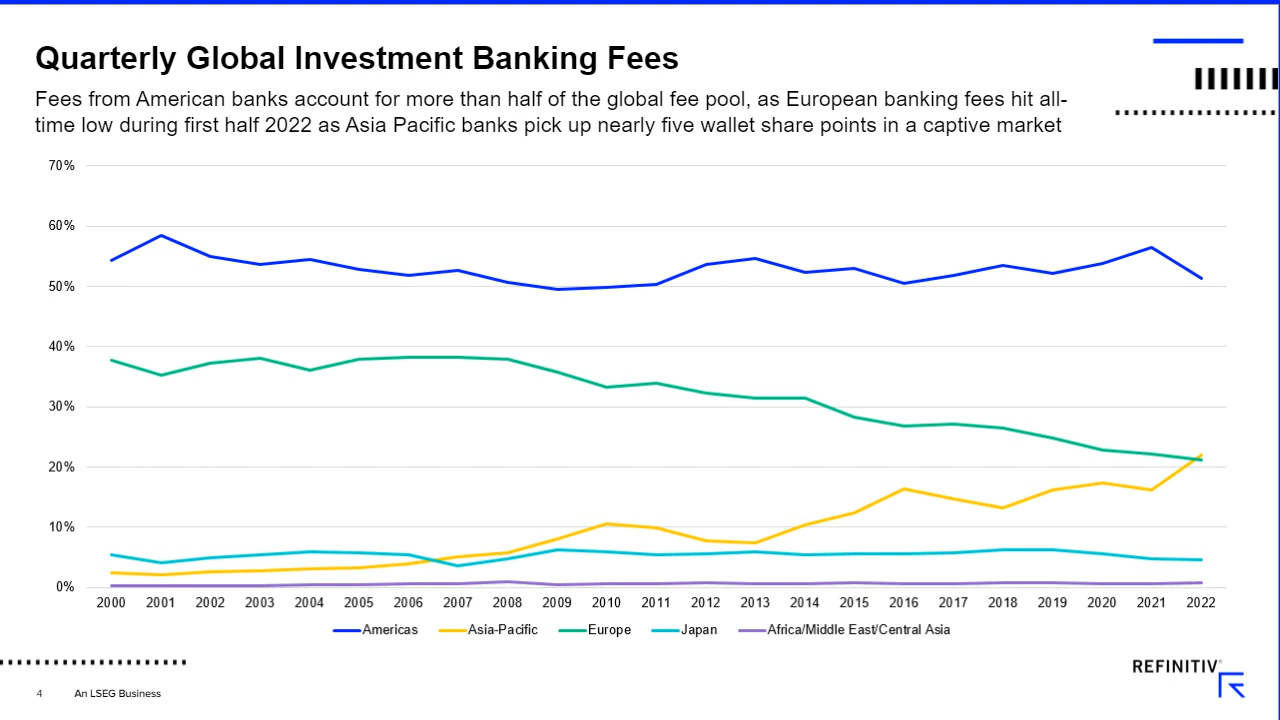 Quarterly Global Investment Banking Fees
Fees from American banks account for more than half of the global fee pool, as European banking fees hit all-
time low during first half 2022 as Asia Pacific banks pick up nearly five wallet share points in a captive market
70%
60%
50%
40%
30%
20%
10%
0%
2000 2001 2002 2003 2004 2005 2006 2007 2008 2009 2010 2011 2012 2013 2014 2015 2016 2017 2018 2019 2020 2021 2022
Americas Asia-Pacific Europe Japan Africa/Middle East/Central Asia
REFINITIV
4 An LSEG Business